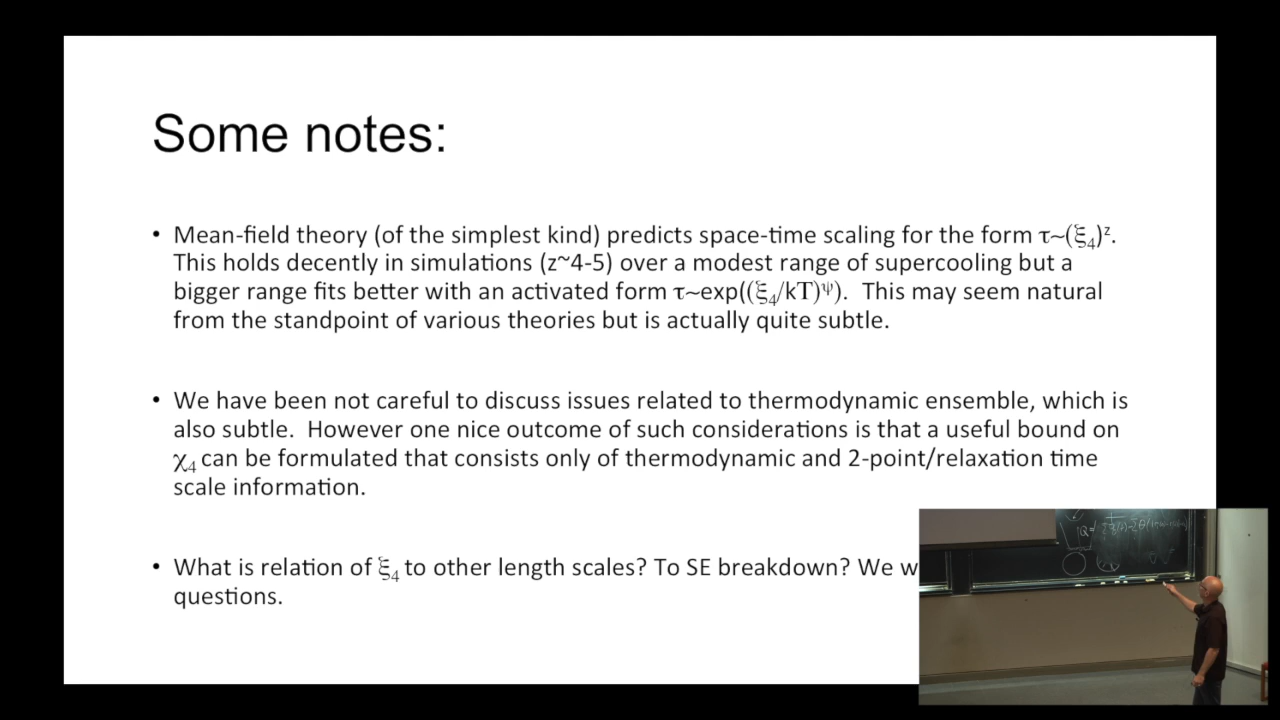 Some notes:
• Mean-field theory (of the simplest kind) predicts space-time scaling for the form τ~(ξ₄)ᶻ.
This holds decently in simulations (z~4-5) over a modest range of supercooling but a
bigger range fits better with an activated form τ~exp((ξ₄/kT)ᵠ). This may seem natural
from the standpoint of various theories but is actually quite subtle.
• We have been not careful to discuss issues related to thermodynamic ensemble, which is
also subtle. However one nice outcome of such considerations is that a useful bound on
χ₄ can be formulated that consists only of thermodynamic and 2-point/relaxation time
scale information.
• What is relation of ξ₄ to other length scales? To SE breakdown? We
questions.